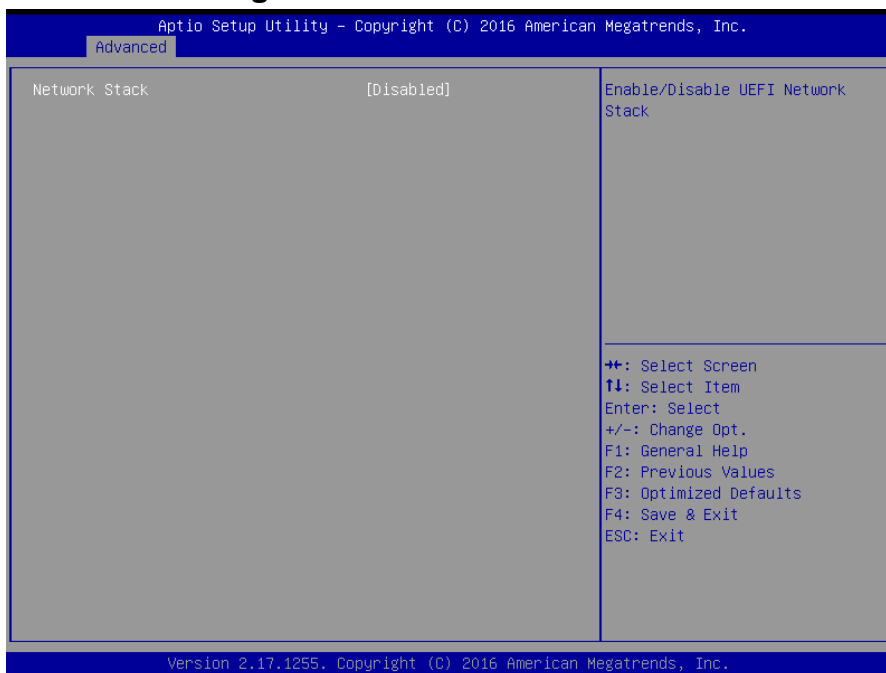 Aptio Setup Utility – Copyright (C) 2016 American Megatrends, Inc.
Advanced
Network Stack [Disabled]
Enable/Disable UEFI Network
Stack
→←: Select Screen
↑↓: Select Item
Enter: Select
+/-: Change Opt.
F1: General Help
F2: Previous Values
F3: Optimized Defaults
F4: Save & Exit
ESC: Exit
Version 2.17.1255. Copyright (C) 2016 American Megatrends, Inc.